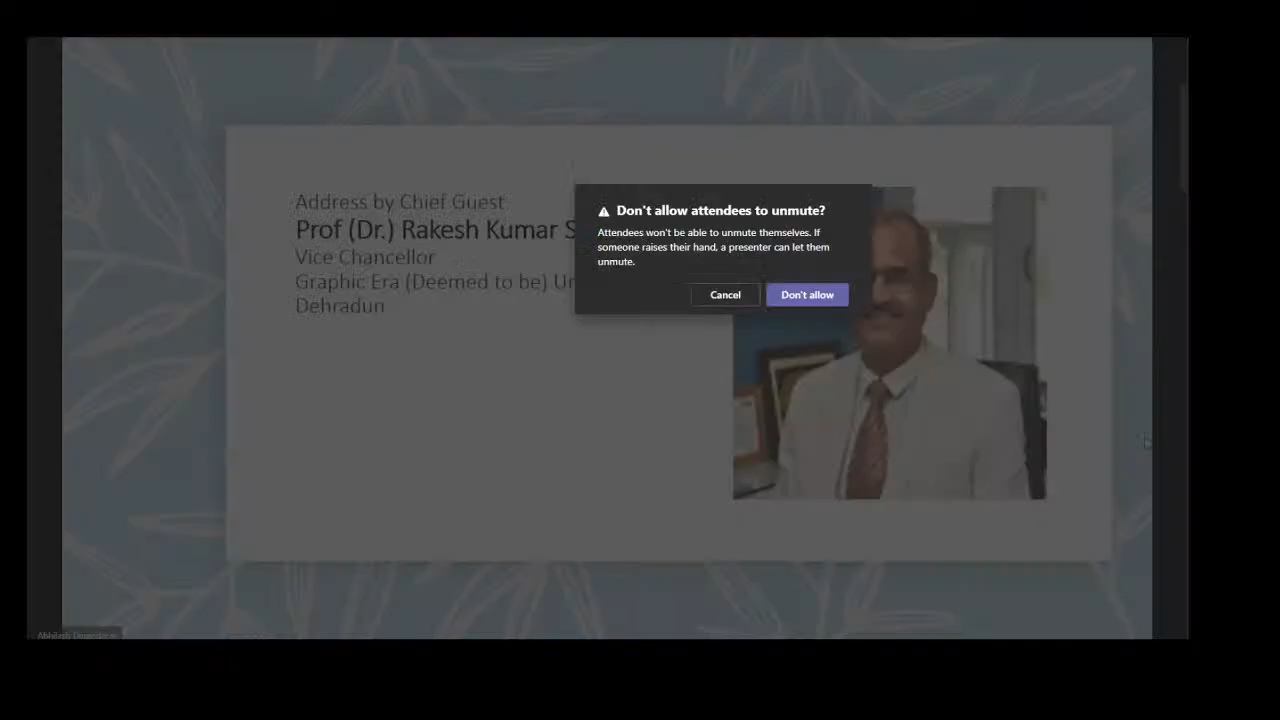 Address by Chief Guest
Prof (Dr.) Rakesh Kumar S
Vice Chancellor
Graphic Era (Deemed to be) Un
Dehradun
Don't allow attendees to unmute?
Attendees won't be able to unmute themselves. If
someone raises their hand, a presenter can let them
unmute.
Cancel
Don't allow
Abhilash